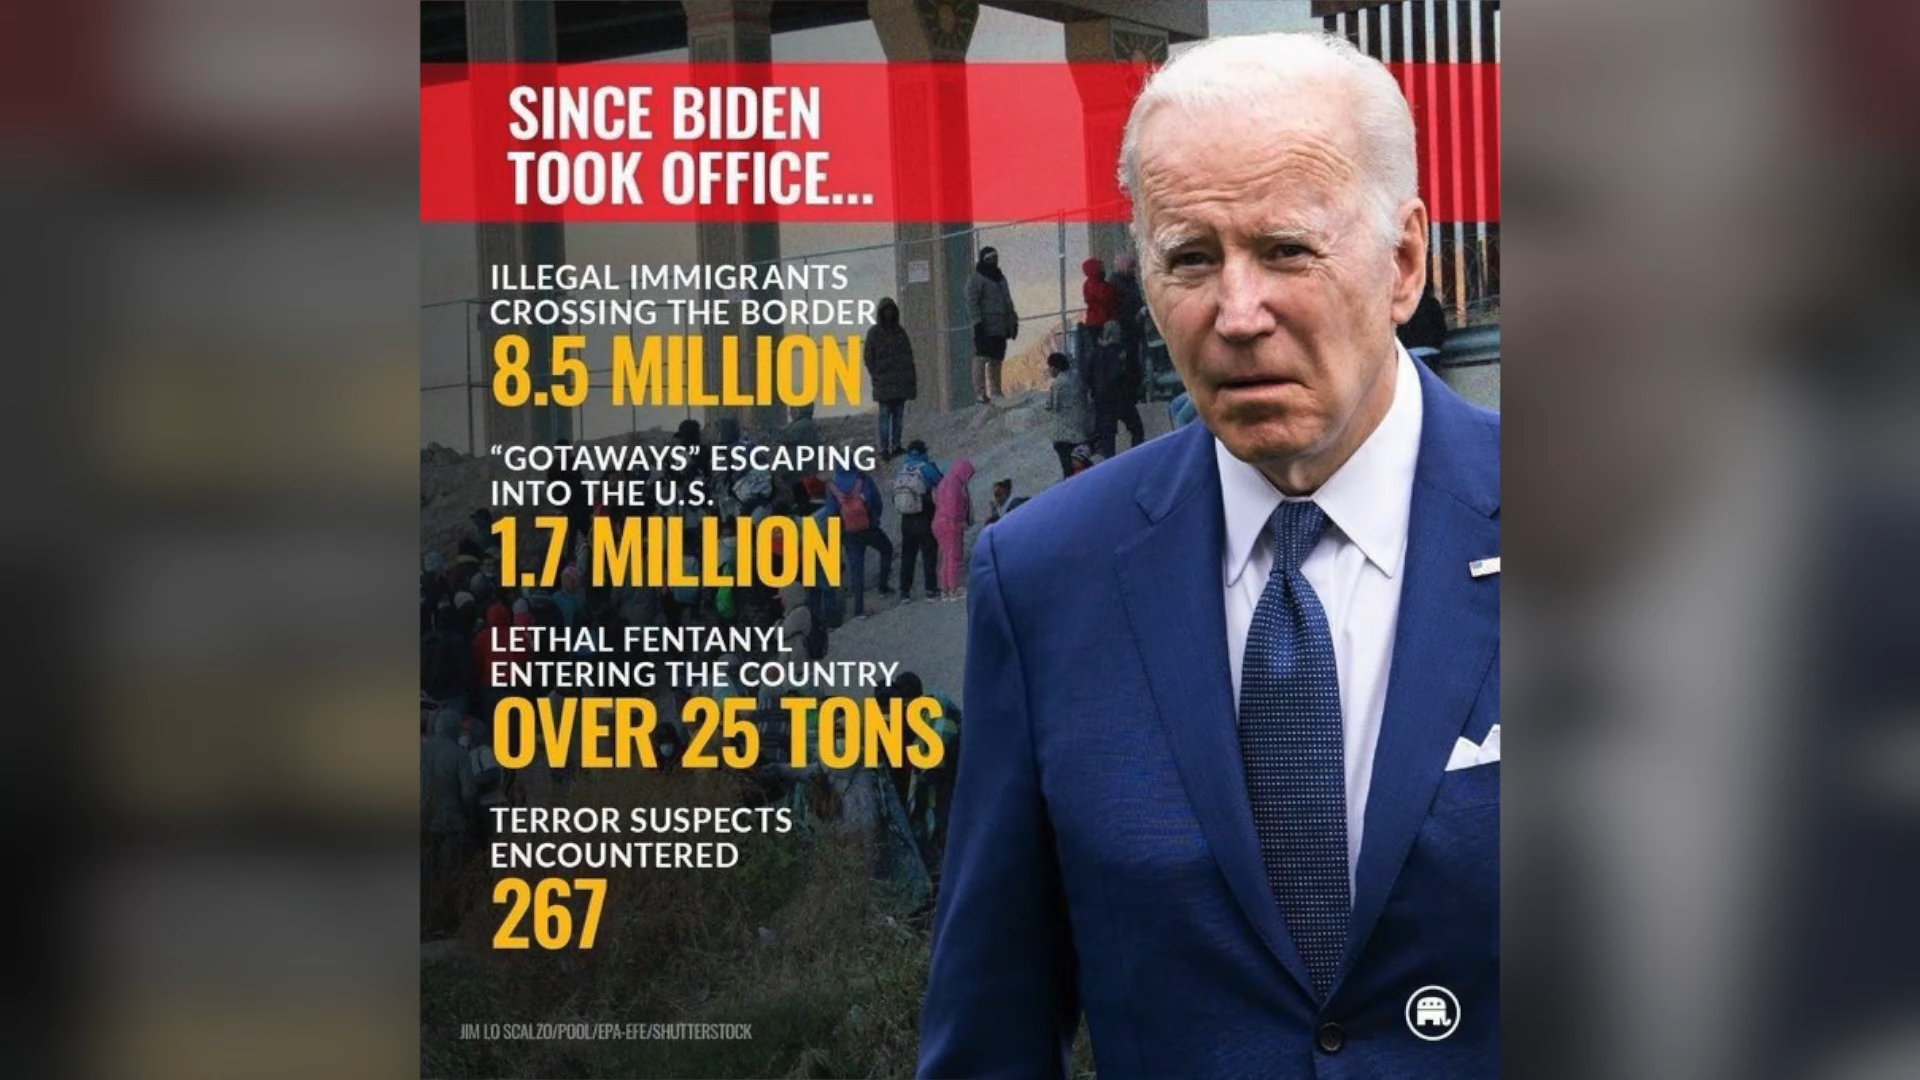 SINCE BIDEN
TOOK OFFICE...
ILLEGAL IMMIGRANTS
CROSSING THE BORDER
8.5 MILLION
“GOTAWAYS” ESCAPING
INTO THE U.S.
1.7 MILLION
LETHAL FENTANYL
ENTERING THE COUNTRY
OVER 25 TONS
TERROR SUSPECTS
ENCOUNTERED
267
JIM LO SCALZO/POOL/EPA-EFE/SHUTTERSTOCK